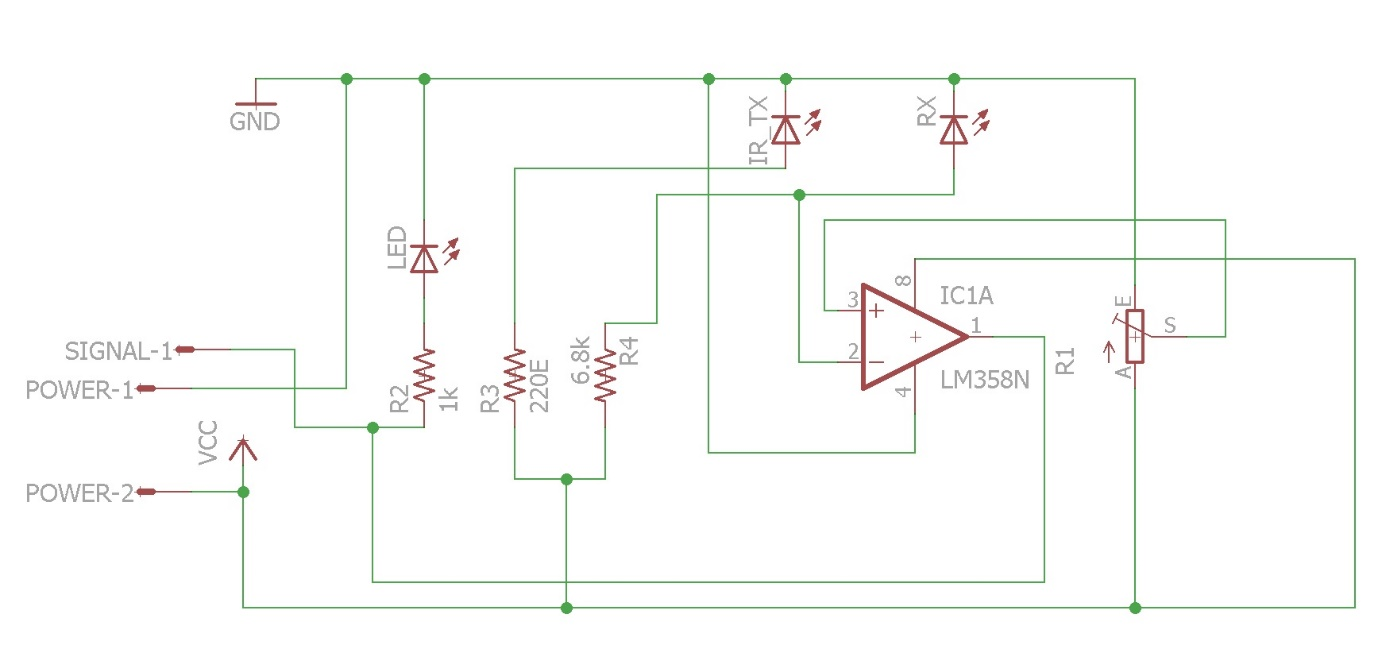 GND
IR_TX
RX
LED
8
IC1A
3
E
1
S
SIGNAL-1
2
6.8k
R4
R1
POWER-1
R2
1k
R3
220E
4
LM358N
A
VCC
POWER-2